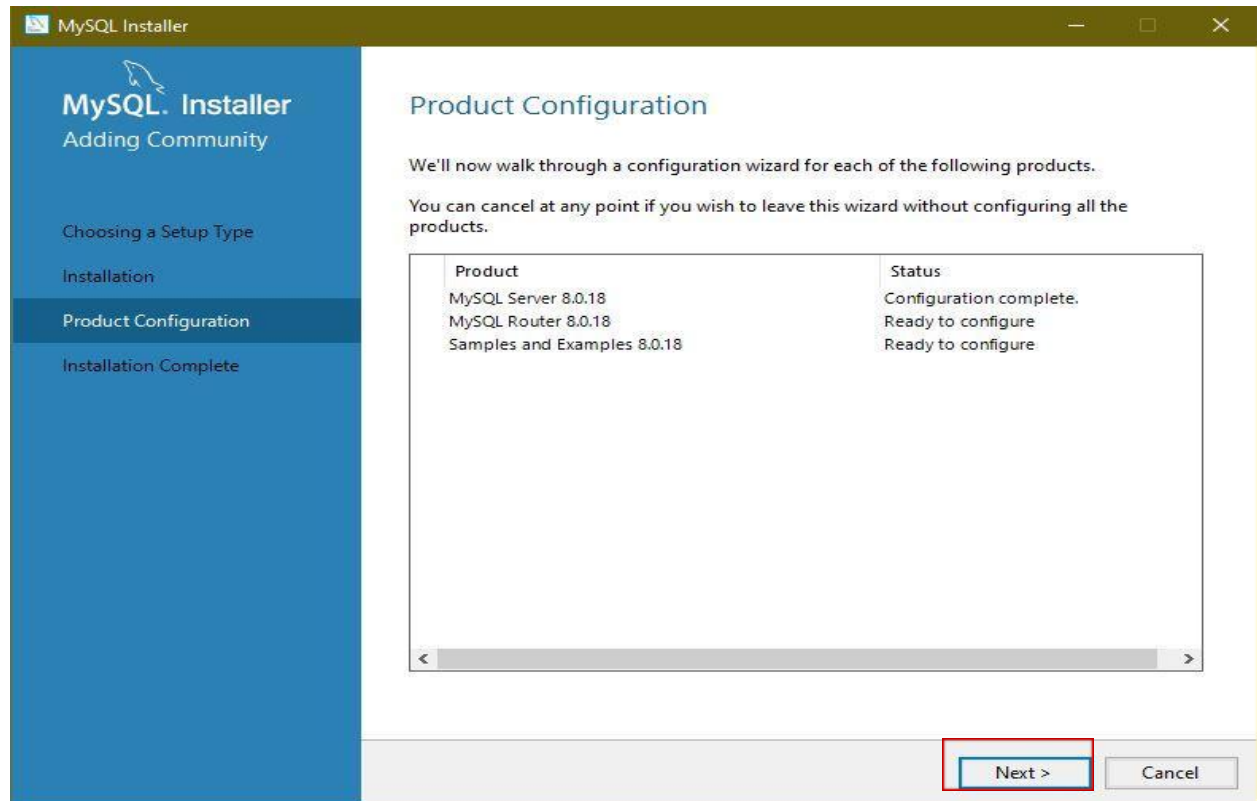 MySQL Installer
MySQL. Installer
Adding Community
Choosing a Setup Type
Installation
Product Configuration
Installation Complete
Product Configuration
We'll now walk through a configuration wizard for each of the following products.
You can cancel at any point if you wish to leave this wizard without configuring all the
products.
Product Status
MySQL Server 8.0.18 Configuration complete.
MySQL Router 8.0.18 Ready to configure
Samples and Examples 8.0.18 Ready to configure
Next > Cancel